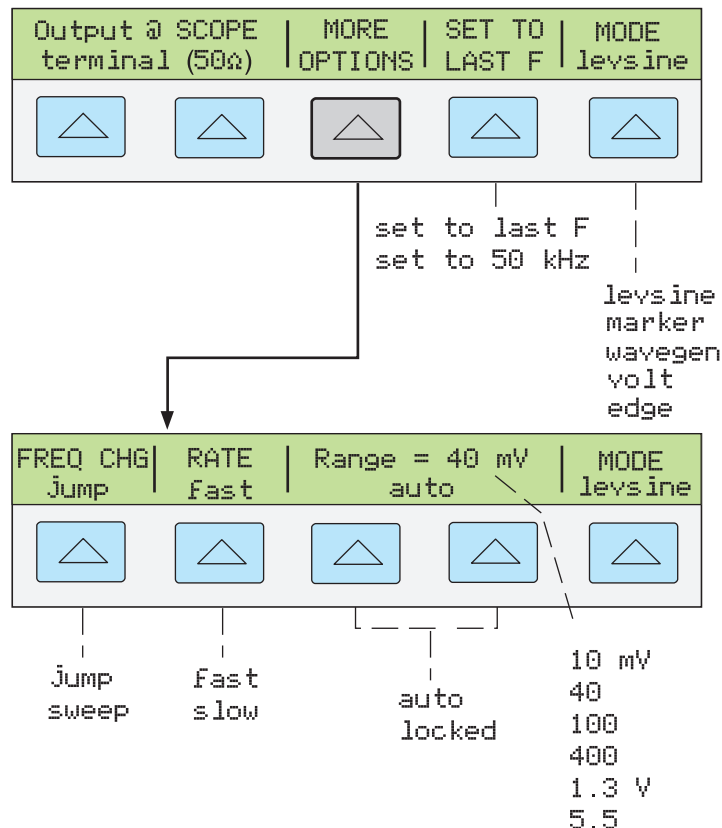 Output @ SCOPE
terminal (50Ω)
MORE
OPTIONS
SET TO
LAST F
MODE
levsine
set to last F
set to 50 kHz
levsine
marker
wavegen
volt
edge
FREQ CHG
jump
RATE
fast
Range = 40 mV
auto
MODE
levsine
jump
sweep
fast
slow
auto
locked
10 mV
40
100
400
1.3 V
5.5